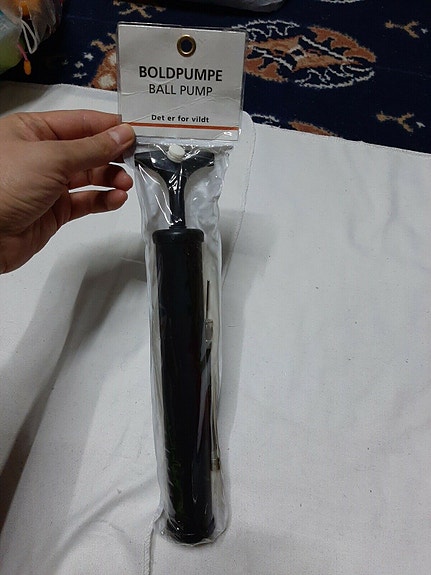 BOLDPUMPE
BALL PUMP
Det er for vildt